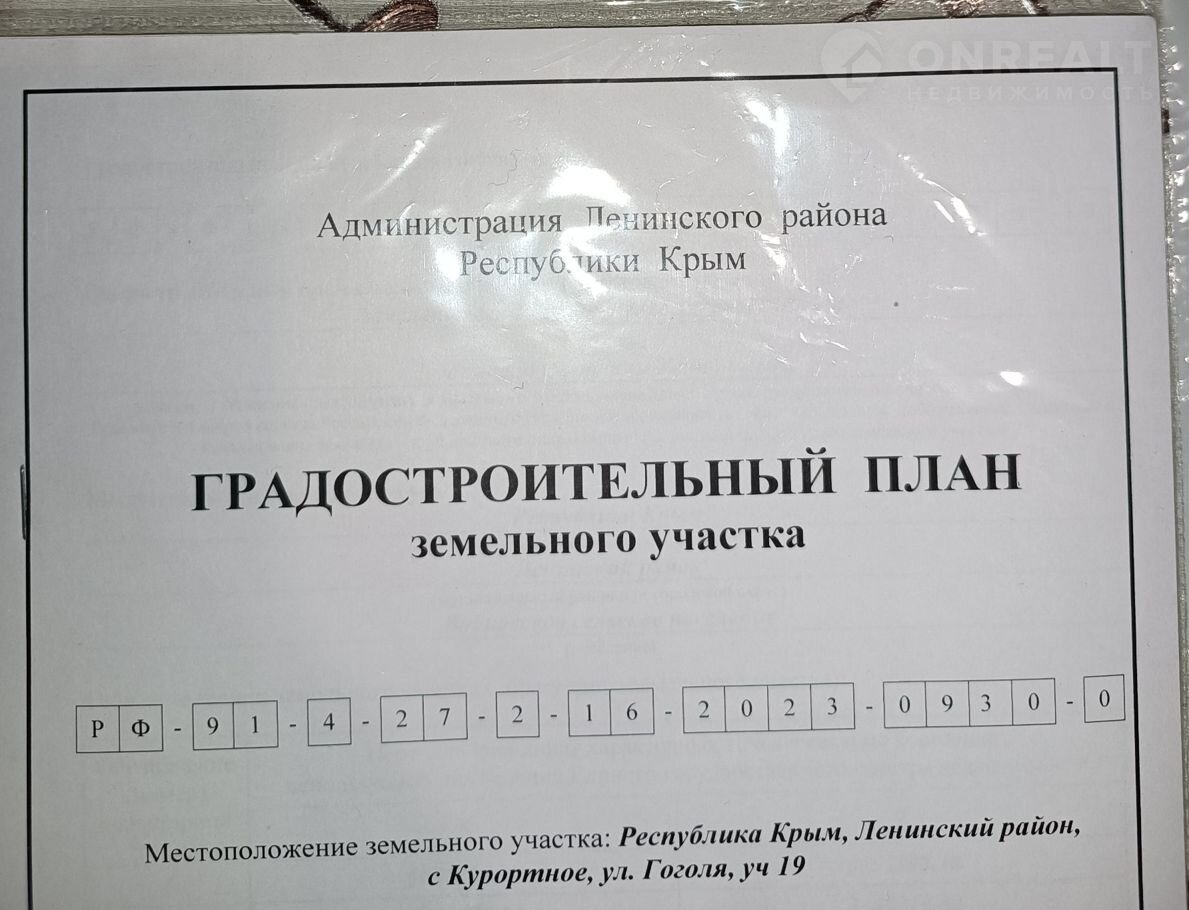 ONREALT
НЕДВИЖИМОСТЬ
Администрация Ленинского района
Республики Крым
ГРАДОСТРОИТЕЛЬНЫЙ ПЛАН
земельного участка
РФ - 91 - 4 - 27 - 2 - 16 - 2023 - 0930 - 0
Местоположение земельного участка: Республика Крым, Ленинский район,
с Курортное, ул. Гоголя, уч 19